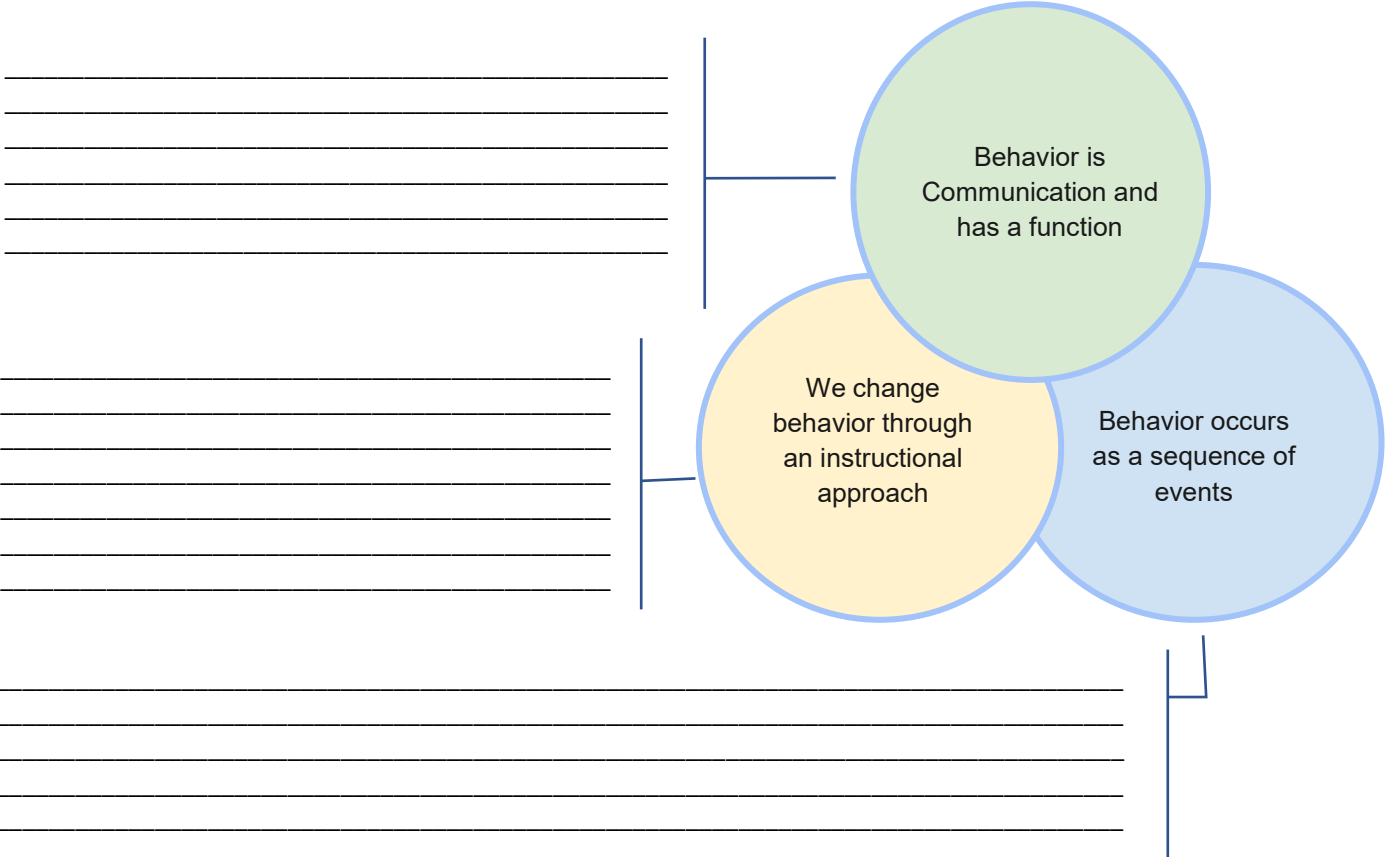 Behavior is
Communication and
has a function
We change
behavior through
an instructional
approach
Behavior occurs
as a sequence of
events